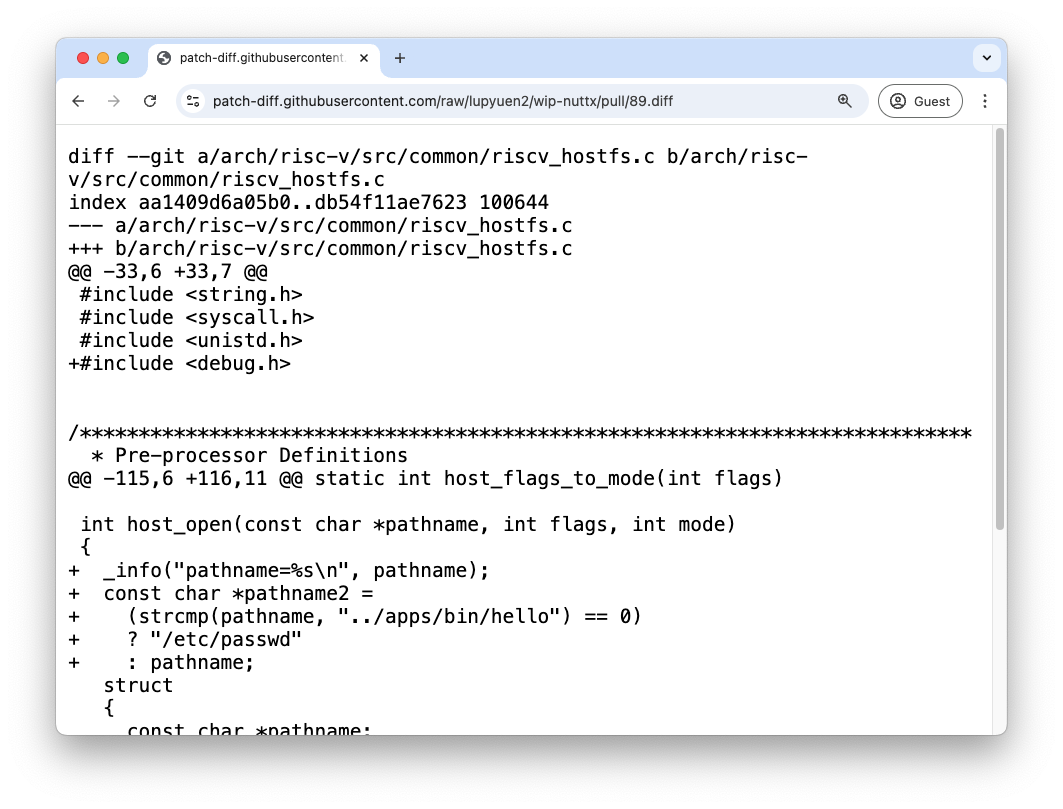 patch-diff.githubusercontent.
patch-diff.githubusercontent.com/raw/lupyuen2/wip-nuttx/pull/89.diff
Guest
diff --git a/arch/risc-v/src/common/riscv_hostfs.c b/arch/risc-
v/src/common/riscv_hostfs.c
index aa1409d6a05b0..db54f11ae7623 100644
--- a/arch/risc-v/src/common/riscv_hostfs.c
+++ b/arch/risc-v/src/common/riscv_hostfs.c
@@ -33,6 +33,7 @@
 #include <string.h>
 #include <syscall.h>
 #include <unistd.h>
+#include <debug.h>
/****************************************************************************
  * Pre-processor Definitions
@@ -115,6 +116,11 @@ static int host_flags_to_mode(int flags)
 int host_open(const char *pathname, int flags, int mode)
 {
+  _info("pathname=%s\n", pathname);
+  const char *pathname2 =
+    (strcmp(pathname, "../apps/bin/hello") == 0)
+    ? "/etc/passwd"
+    : pathname;
   struct
   {
     const char *pathname;